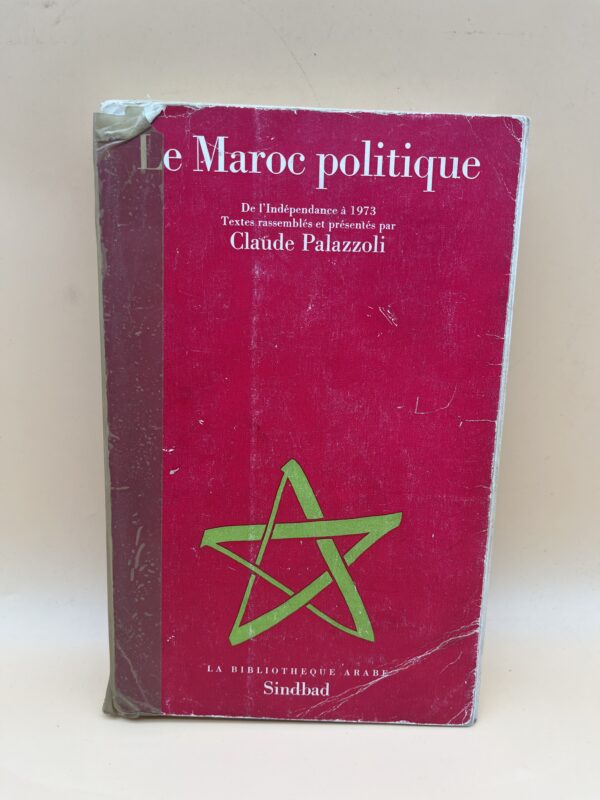 Le Maroc politique
De l'Indépendance à 1973
Textes rassemblés et présentés par
Claude Palazzoli
LA BIBLIOTHEQUE ARABE
Sindbad